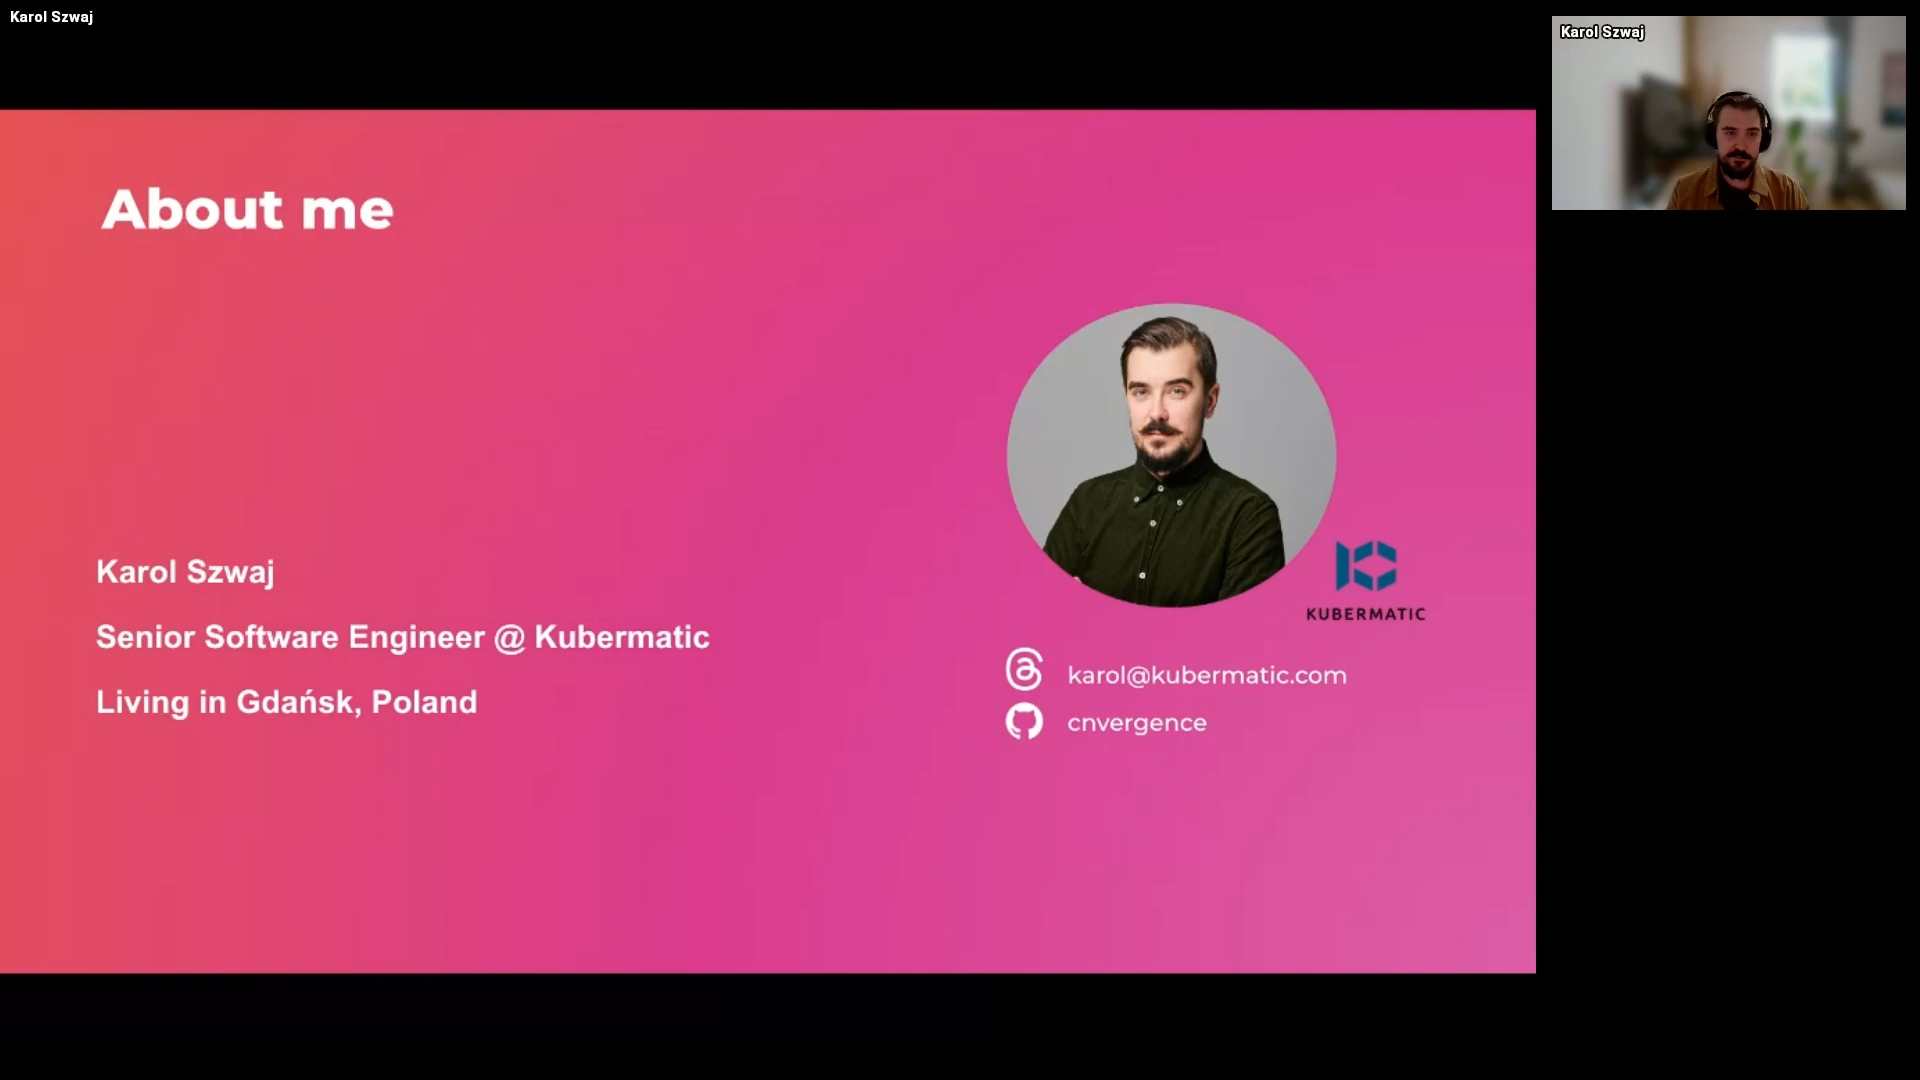 Karol Szwaj
Karol Szwaj
About me
Karol Szwaj
Senior Software Engineer @ Kubermatic
Living in Gdańsk, Poland
KUBERMATIC
karol@kubermatic.com
cnvergence